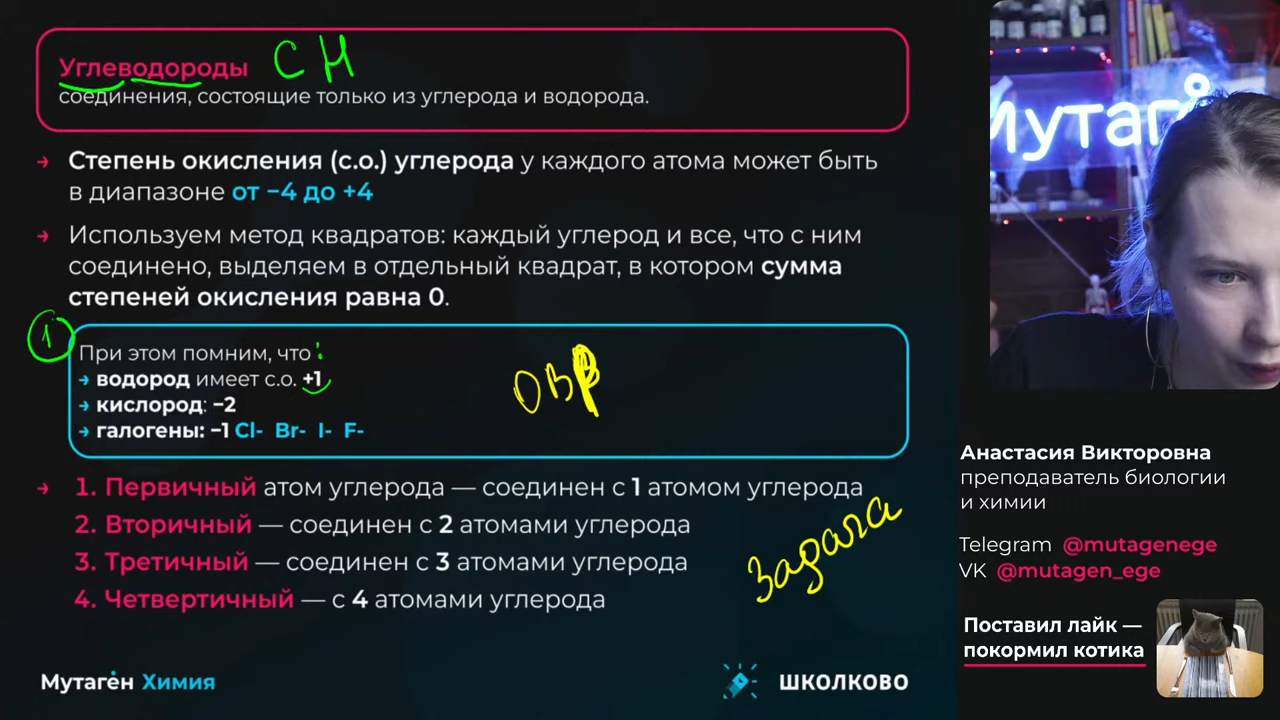 Углеводороды C H
соединения, состоящие только из углерода и водорода.
→ Степень окисления (с.о.) углерода у каждого атома может быть
в диапазоне от −4 до +4
→ Используем метод квадратов: каждый углерод и все, что с ним
соединено, выделяем в отдельный квадрат, в котором сумма
степеней окисления равна 0.
1
При этом помним, что :
→ водород имеет с.о. +1
→ кислород: −2
→ галогены: −1 Cl- Br- I- F-
ОВР
→ 1. Первичный атом углерода — соединен с 1 атомом углерода
2. Вторичный — соединен с 2 атомами углерода
3. Третичный — соединен с 3 атомами углерода
4. Четвертичный — с 4 атомами углерода
Задача
Мутаген Химия
ШКОЛКОВО
Мутаген
Анастасия Викторовна
преподаватель биологии
и химии
Telegram @mutagenege
VK @mutagen_ege
Поставил лайк —
покормил котика